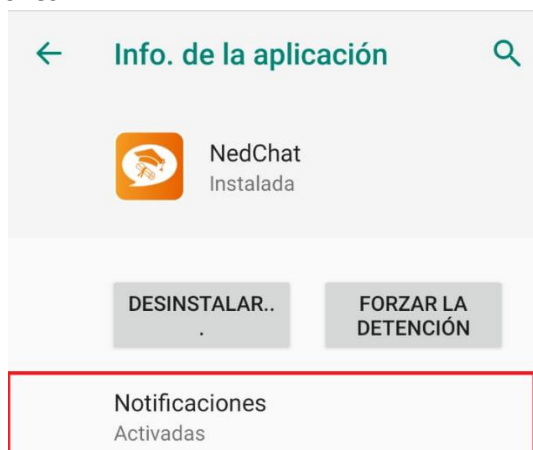 Info. de la aplicación
NedChat
Instalada
DESINSTALAR..
.
FORZAR LA
DETENCIÓN
Notificaciones
Activadas